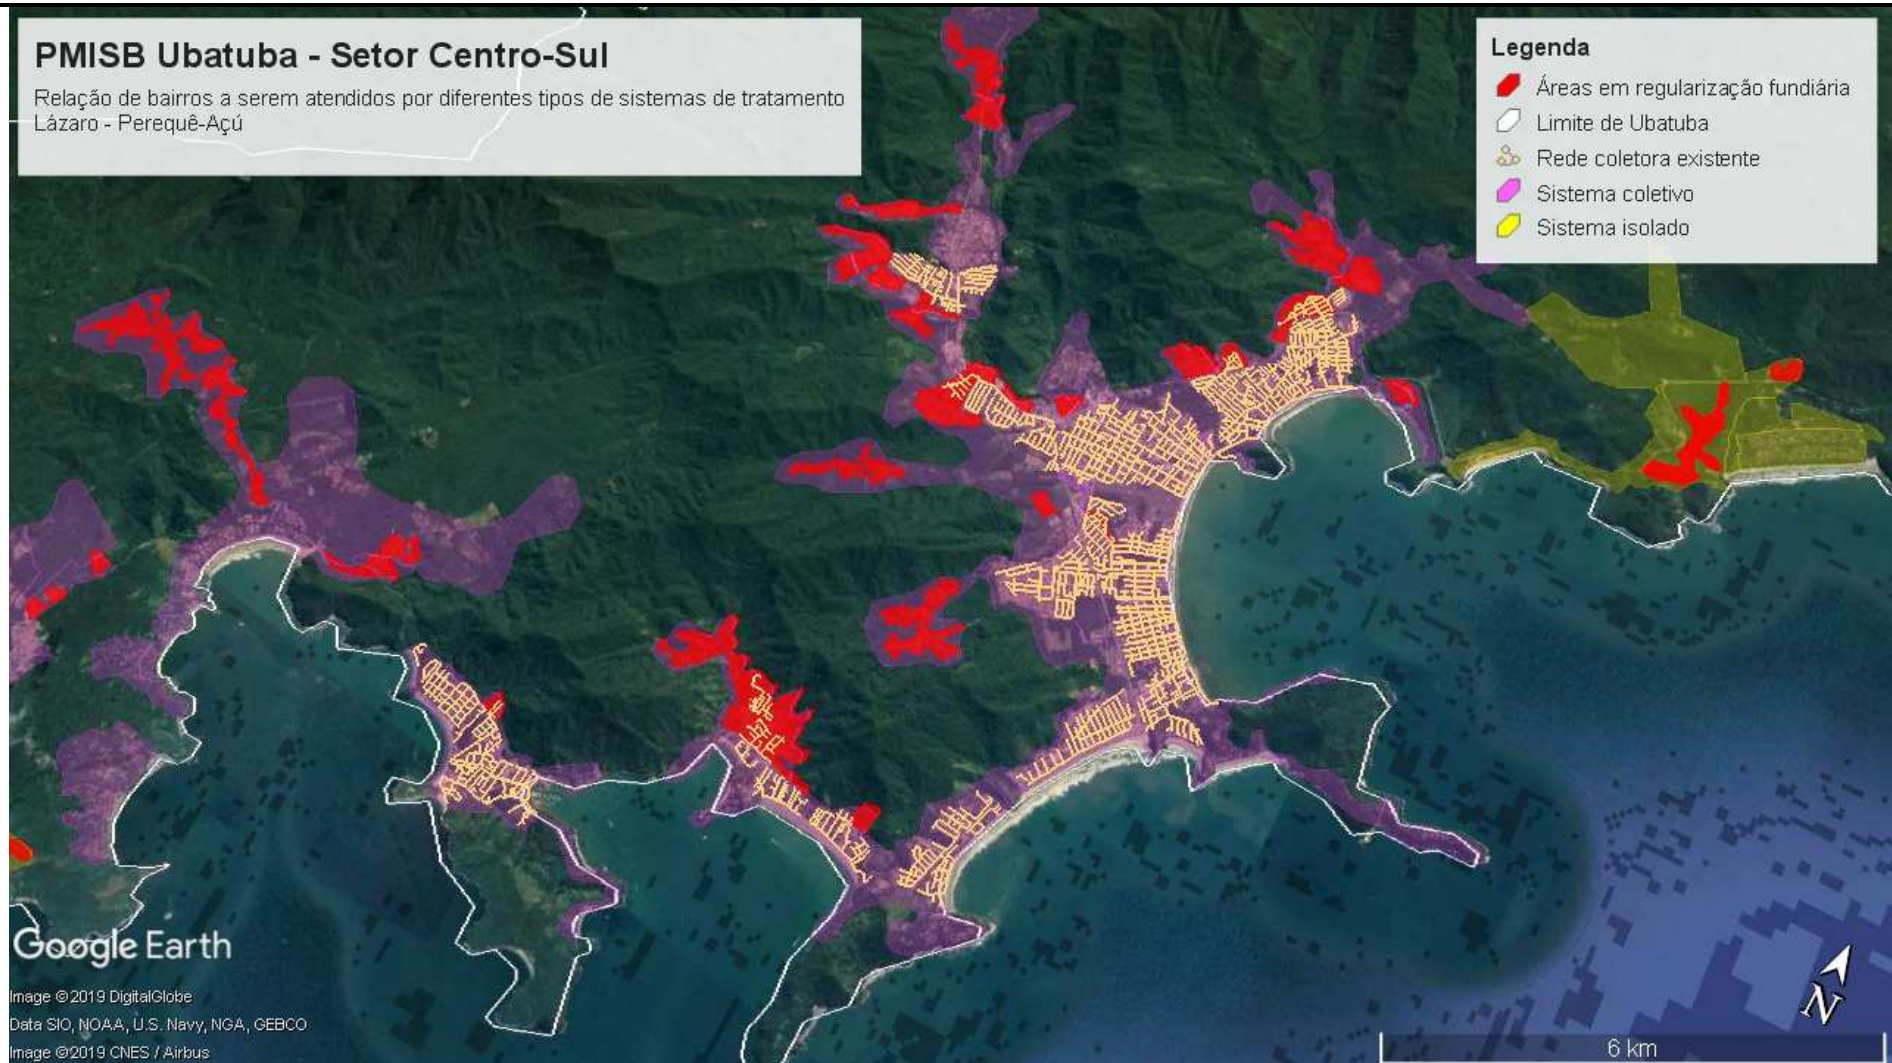 PMISB Ubatuba - Setor Centro-Sul
Relação de bairros a serem atendidos por diferentes tipos de sistemas de tratamento
Lázaro - Perequê-Açú
Legenda
Áreas em regularização fundiária
Limite de Ubatuba
Rede coletora existente
Sistema coletivo
Sistema isolado
Google Earth
Image ©2019 DigitalGlobe
Data SIO, NOAA, U.S. Navy, NGA, GEBCO
Image ©2019 CNES / Airbus
N
6 km